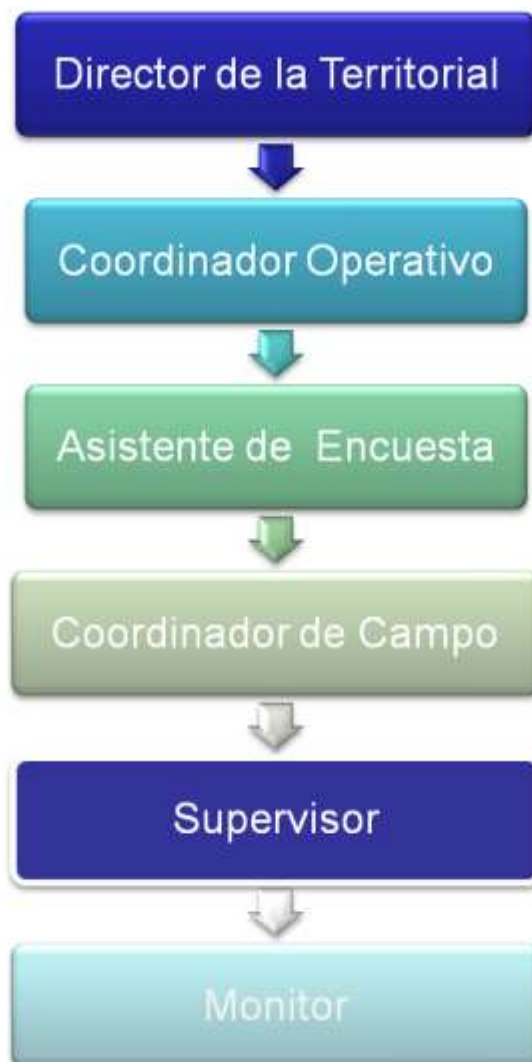 Director de la Territorial
Coordinador Operativo
Asistente de Encuesta
Coordinador de Campo
Supervisor
Monitor